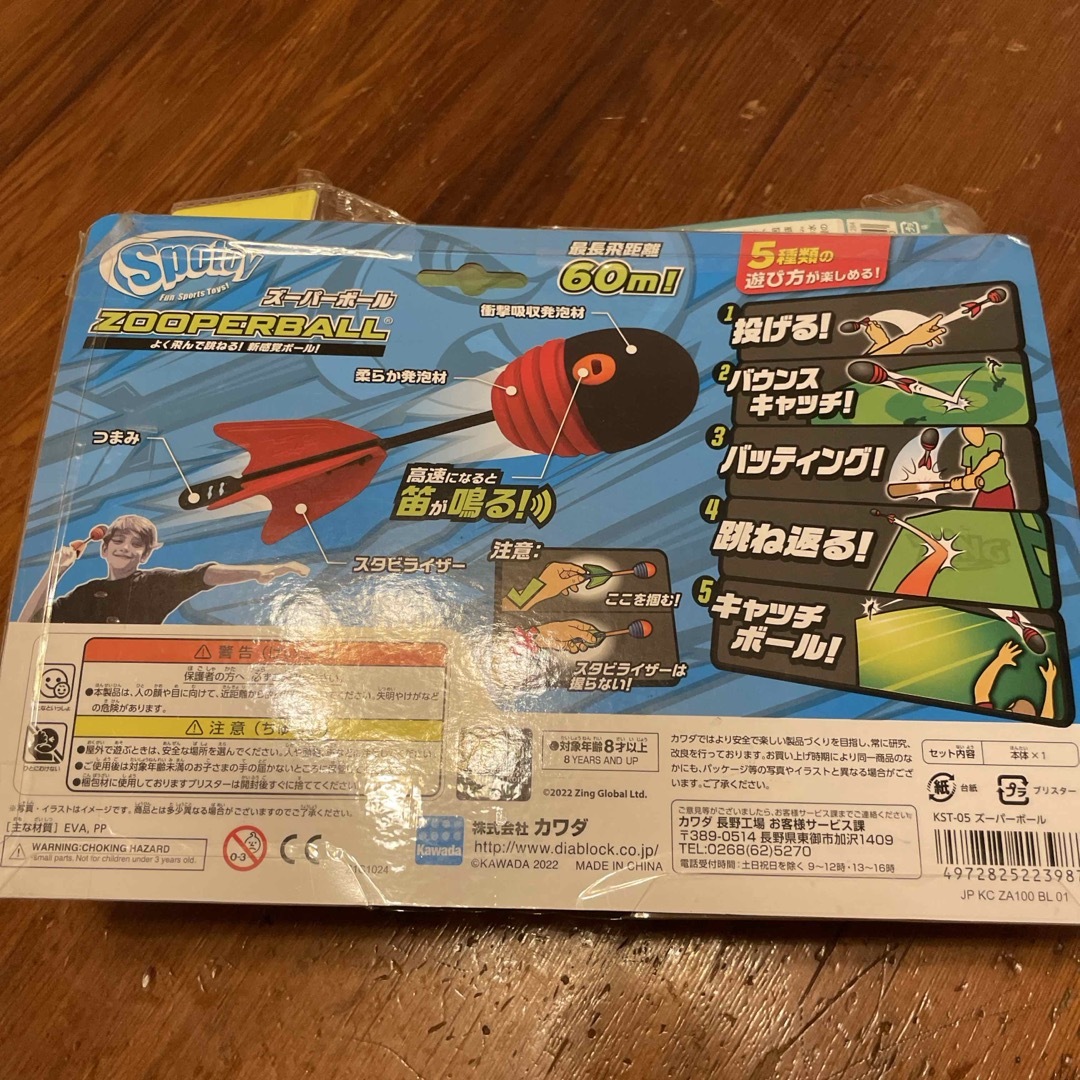 Fun Sports Toys!
ズーパーボール
ZOOPERBALL®
よく飛んで跳ねる!新感覚ボール!
最長飛距離
60m!
5種類の
遊び方が楽しめる!
衝撃吸収発泡材
柔らか発泡材
つまみ
高速になると
笛が鳴る!
スタビライザー
注意:
ここを掴む!
スタビライザーは
握らない!
1 投げる!
2 バウンス
キャッチ!
3 バッティング!
4 跳ね返る!
5 キャッチ
ボール!
警告
保護者の方へ
●本製品は、人の顔や目に向けて、近距離から
ください。失明やけがなど
の危険があります。
注意
●屋外で遊ぶときは、安全な場所を選んでください。
●ご使用後は対象年齢未満のお子さまの手の届かないところに
●梱包材に使用しておりますブリスターは開封後すぐに捨ててください。
※写真・イラストはイメージです。商品とは多少異なる場合がございますのでご了承ください。
[主な材質] EVA, PP
WARNING:CHOKING HAZARD
Small parts. Not for children under 3 years old.
0-3
CE
対象年齢8才以上
8 YEARS AND UP
©2022 Zing Global Ltd.
Kawada
株式会社 カワダ
http://www.diablock.co.jp/
©KAWADA 2022 MADE IN CHINA
カワダではより安全で楽しい製品づくりを目指し、常に研究、
改良を行っております。お買い上げ時期により同一商品のな
かにも、パッケージ等の写真やイラストと異なる場合がござ
います。ご了承ください。
ご意見等がございましたら、お客様サービス課までご連絡ください
カワダ 長野工場 お客様サービス課
〒389-0514 長野県東御市加沢1409
TEL:0268(62)5270
電話受付時間:土日祝日を除く 9〜12時・13〜16時
セット内容 本体×1
紙 台紙 プラ ブリスター
KST-05 ズーパーボール
4972825223987
JP KC ZA100 BL 01